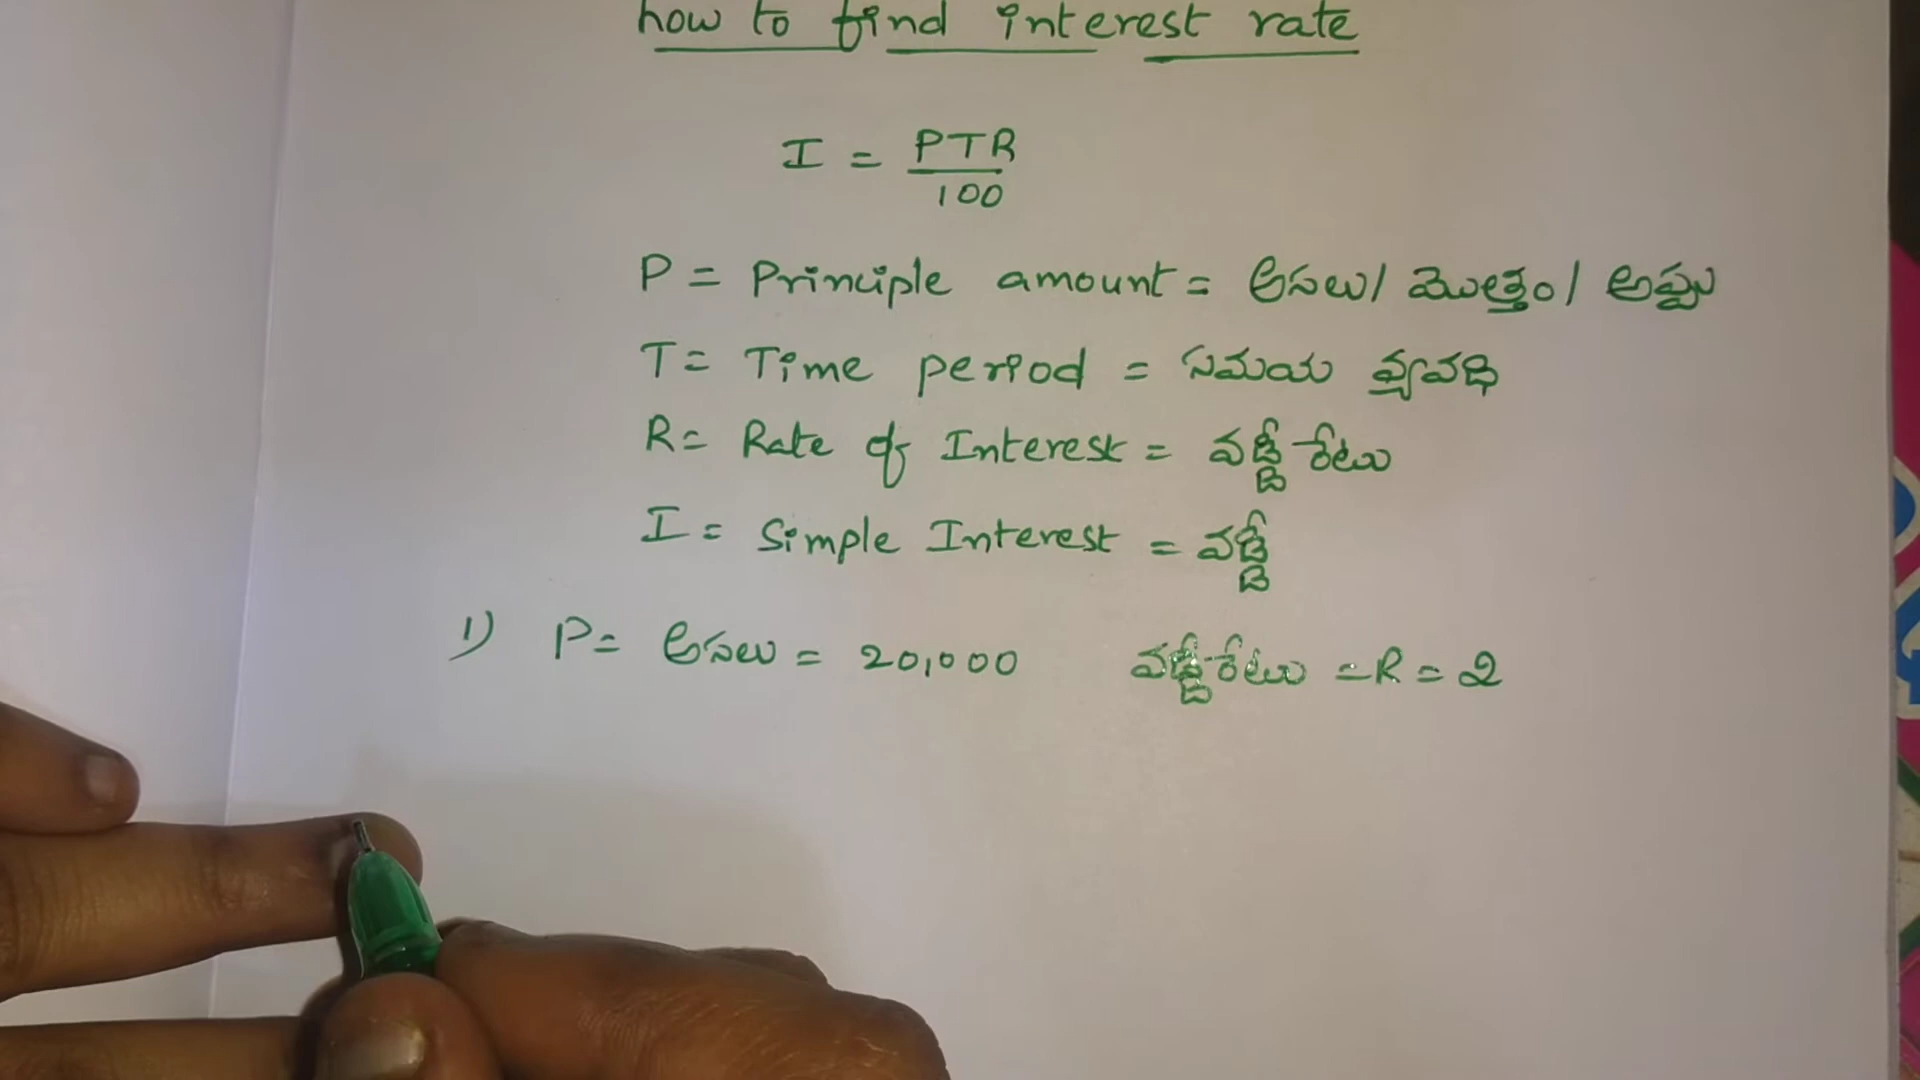 how to find interest rate
I = PTR
100
P = Principle amount = అసలు/ మొత్తం/ అప్పు
T= Time period = సమయ వ్యవధి
R= Rate of Interest = వడ్డీ రేటు
I = Simple Interest = వడ్డీ
1) P= అసలు = 20,000 వడ్డీరేటు =R= 2